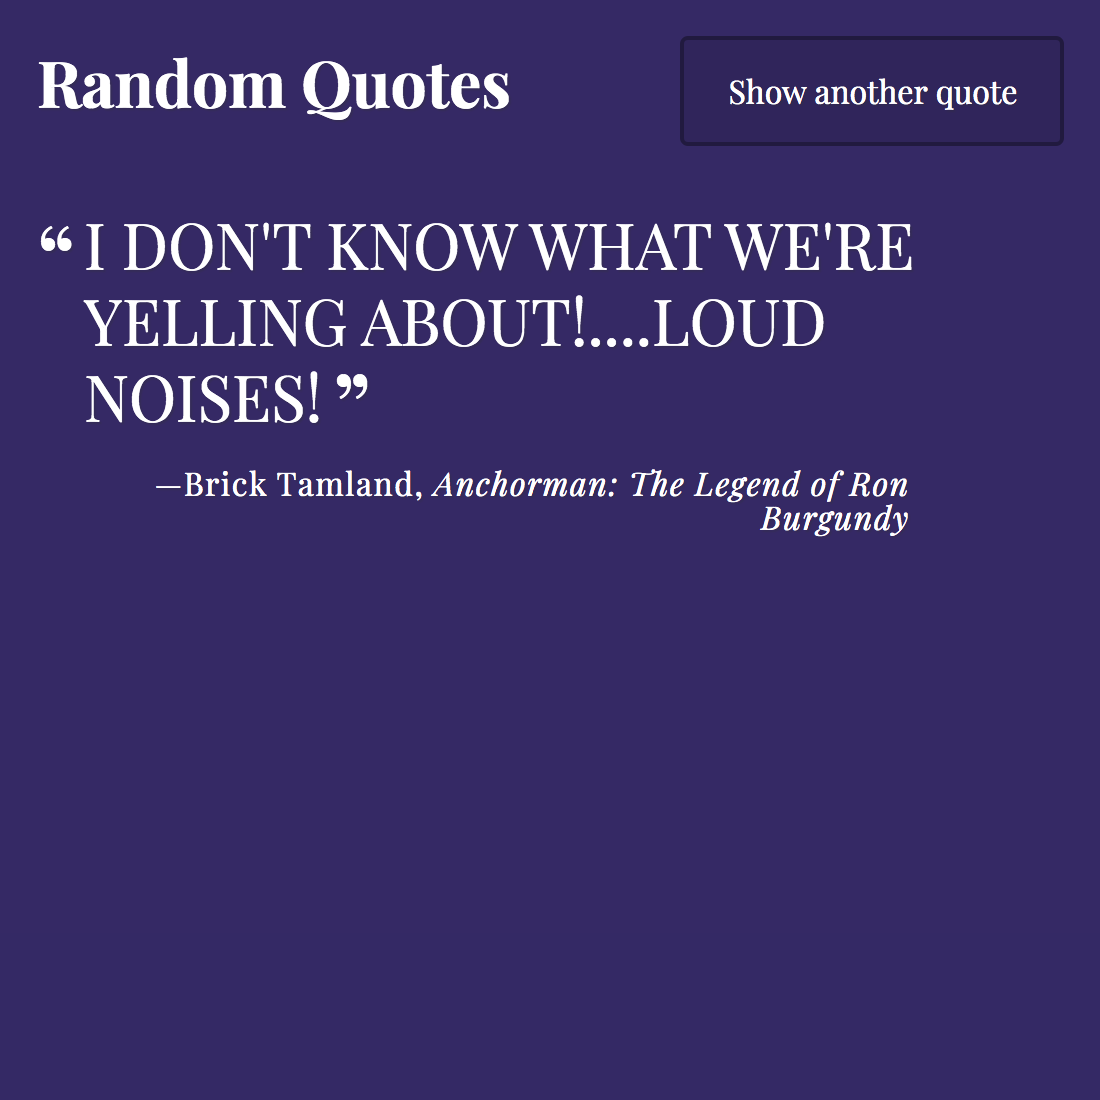 Random Quotes
Show another quote
“ I DON'T KNOW WHAT WE'RE
YELLING ABOUT!.....LOUD
NOISES! ”
—Brick Tamland, Anchorman: The Legend of Ron
Burgundy